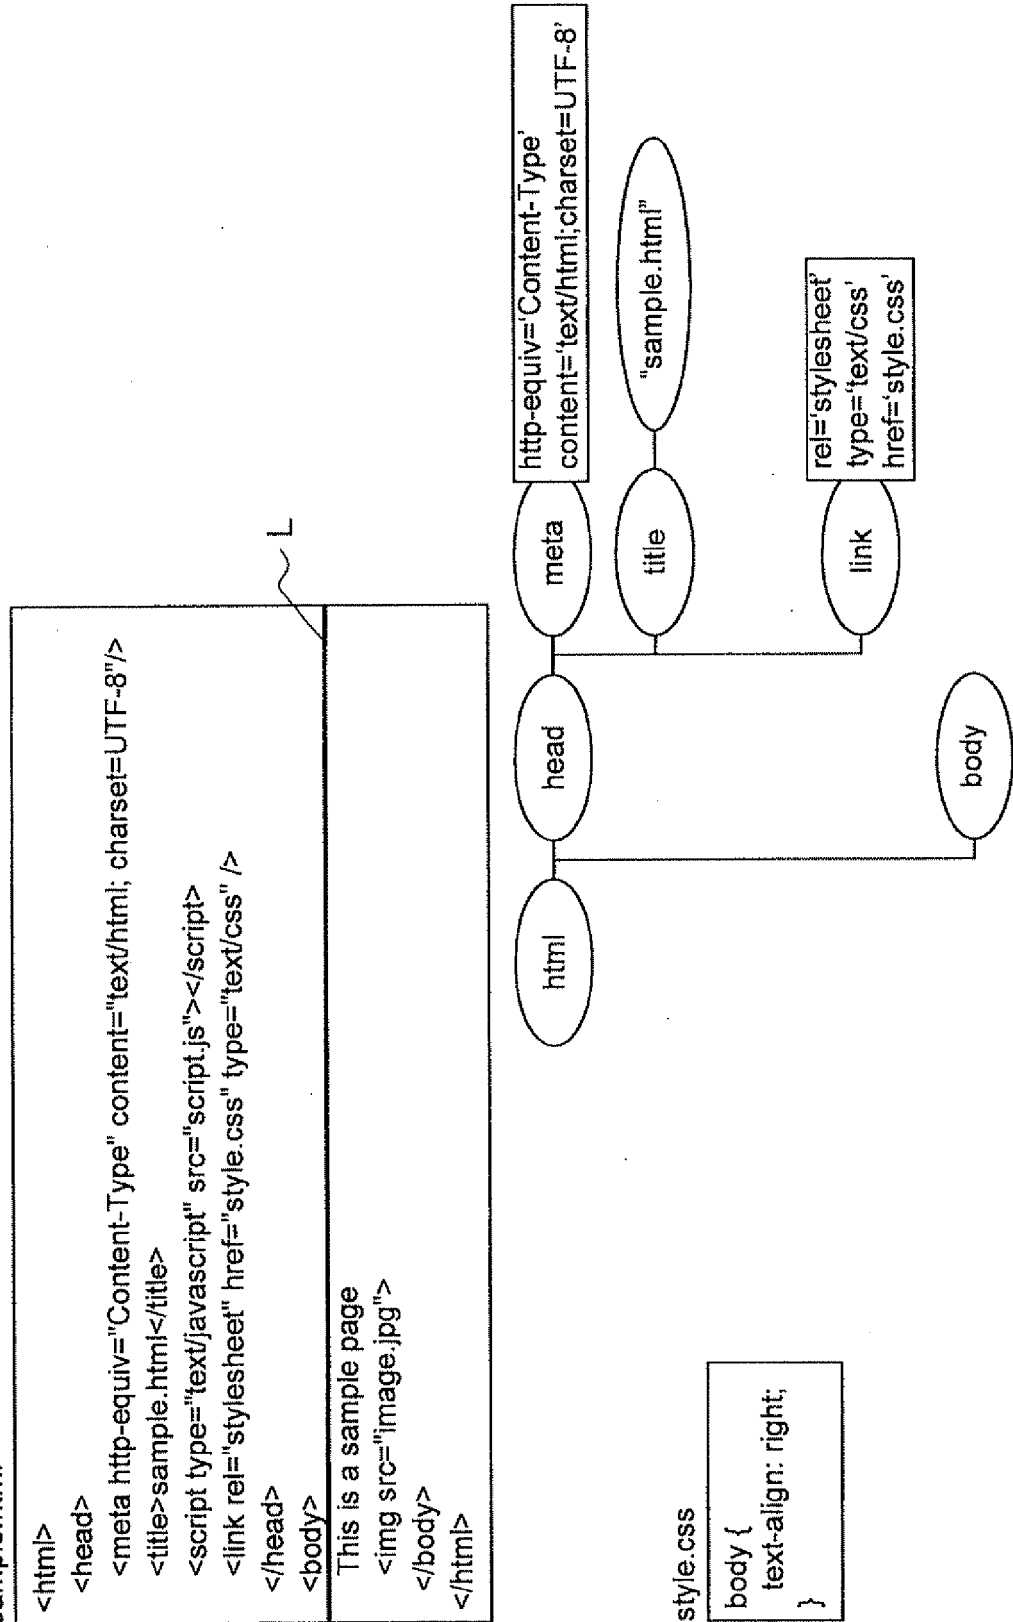 <html>
<head>
<meta http-equiv="Content-Type" content="text/html; charset=UTF-8"/>
<title>sample.html</title>
<script type="text/javascript" src="script.js"></script>
<link rel="stylesheet" href="style.css" type="text/css" />
</head>
<body>
This is a sample page
<img src="image.jpg">
</body>
</html>
L
html
head
meta
http-equiv='Content-Type'
content='text/html;charset=UTF-8'
title
"sample.html"
link
rel='stylesheet'
type='text/css'
href='style.css'
body
style.css
body {
text-align: right;
}